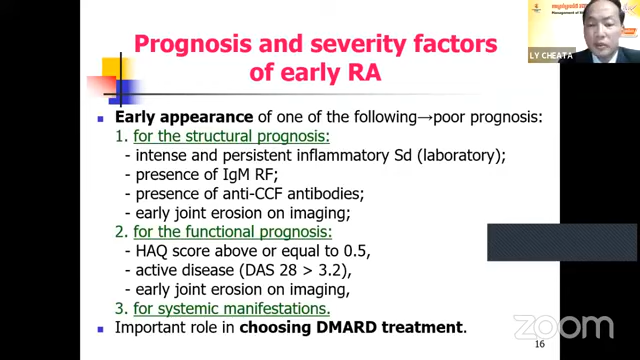 Prognosis and severity factors
of early RA
Management of
LY CHEATA
■ Early appearance of one of the following→poor prognosis:
1. for the structural prognosis:
- intense and persistent inflammatory Sd (laboratory);
- presence of IgM RF;
- presence of anti-CCF antibodies;
- early joint erosion on imaging;
2. for the functional prognosis:
- HAQ score above or equal to 0.5,
- active disease (DAS 28 > 3.2),
- early joint erosion on imaging,
3. for systemic manifestations.
■ Important role in choosing DMARD treatment.
zoom
16